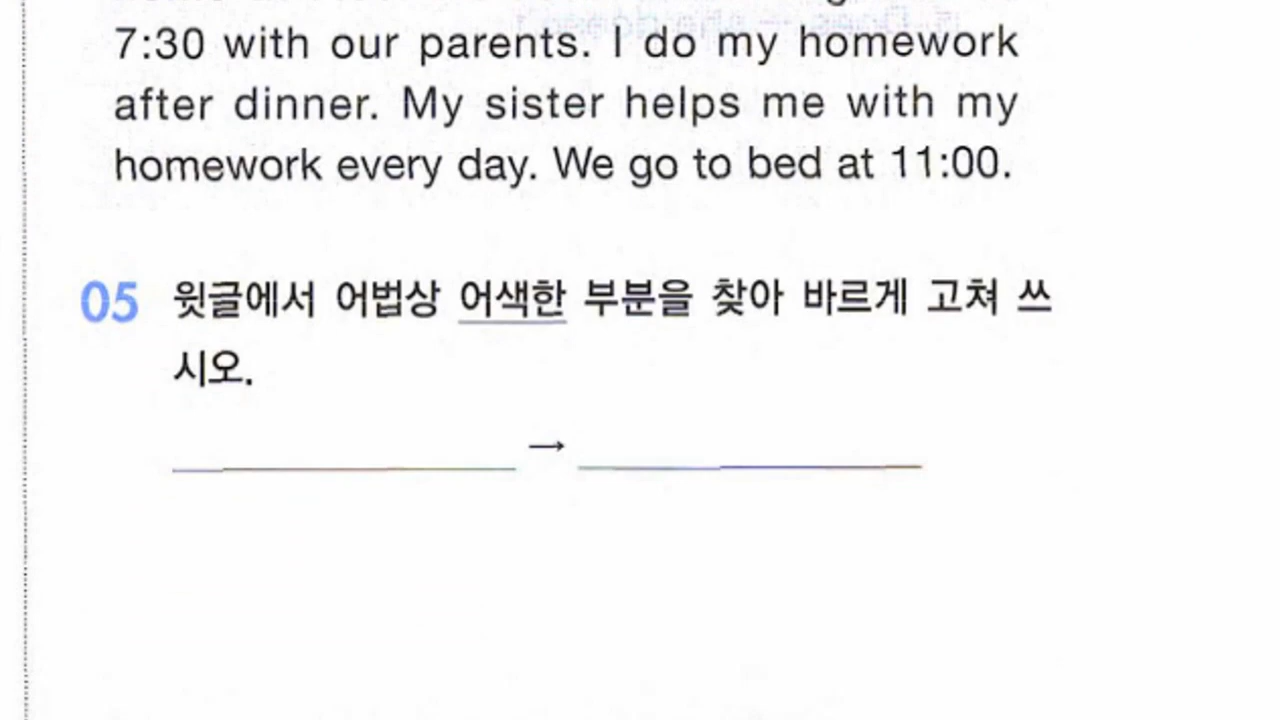 7:30 with our parents. I do my homework
after dinner. My sister helps me with my
homework every day. We go to bed at 11:00.
05 윗글에서 어법상 어색한 부분을 찾아 바르게 고쳐 쓰
시오.
→